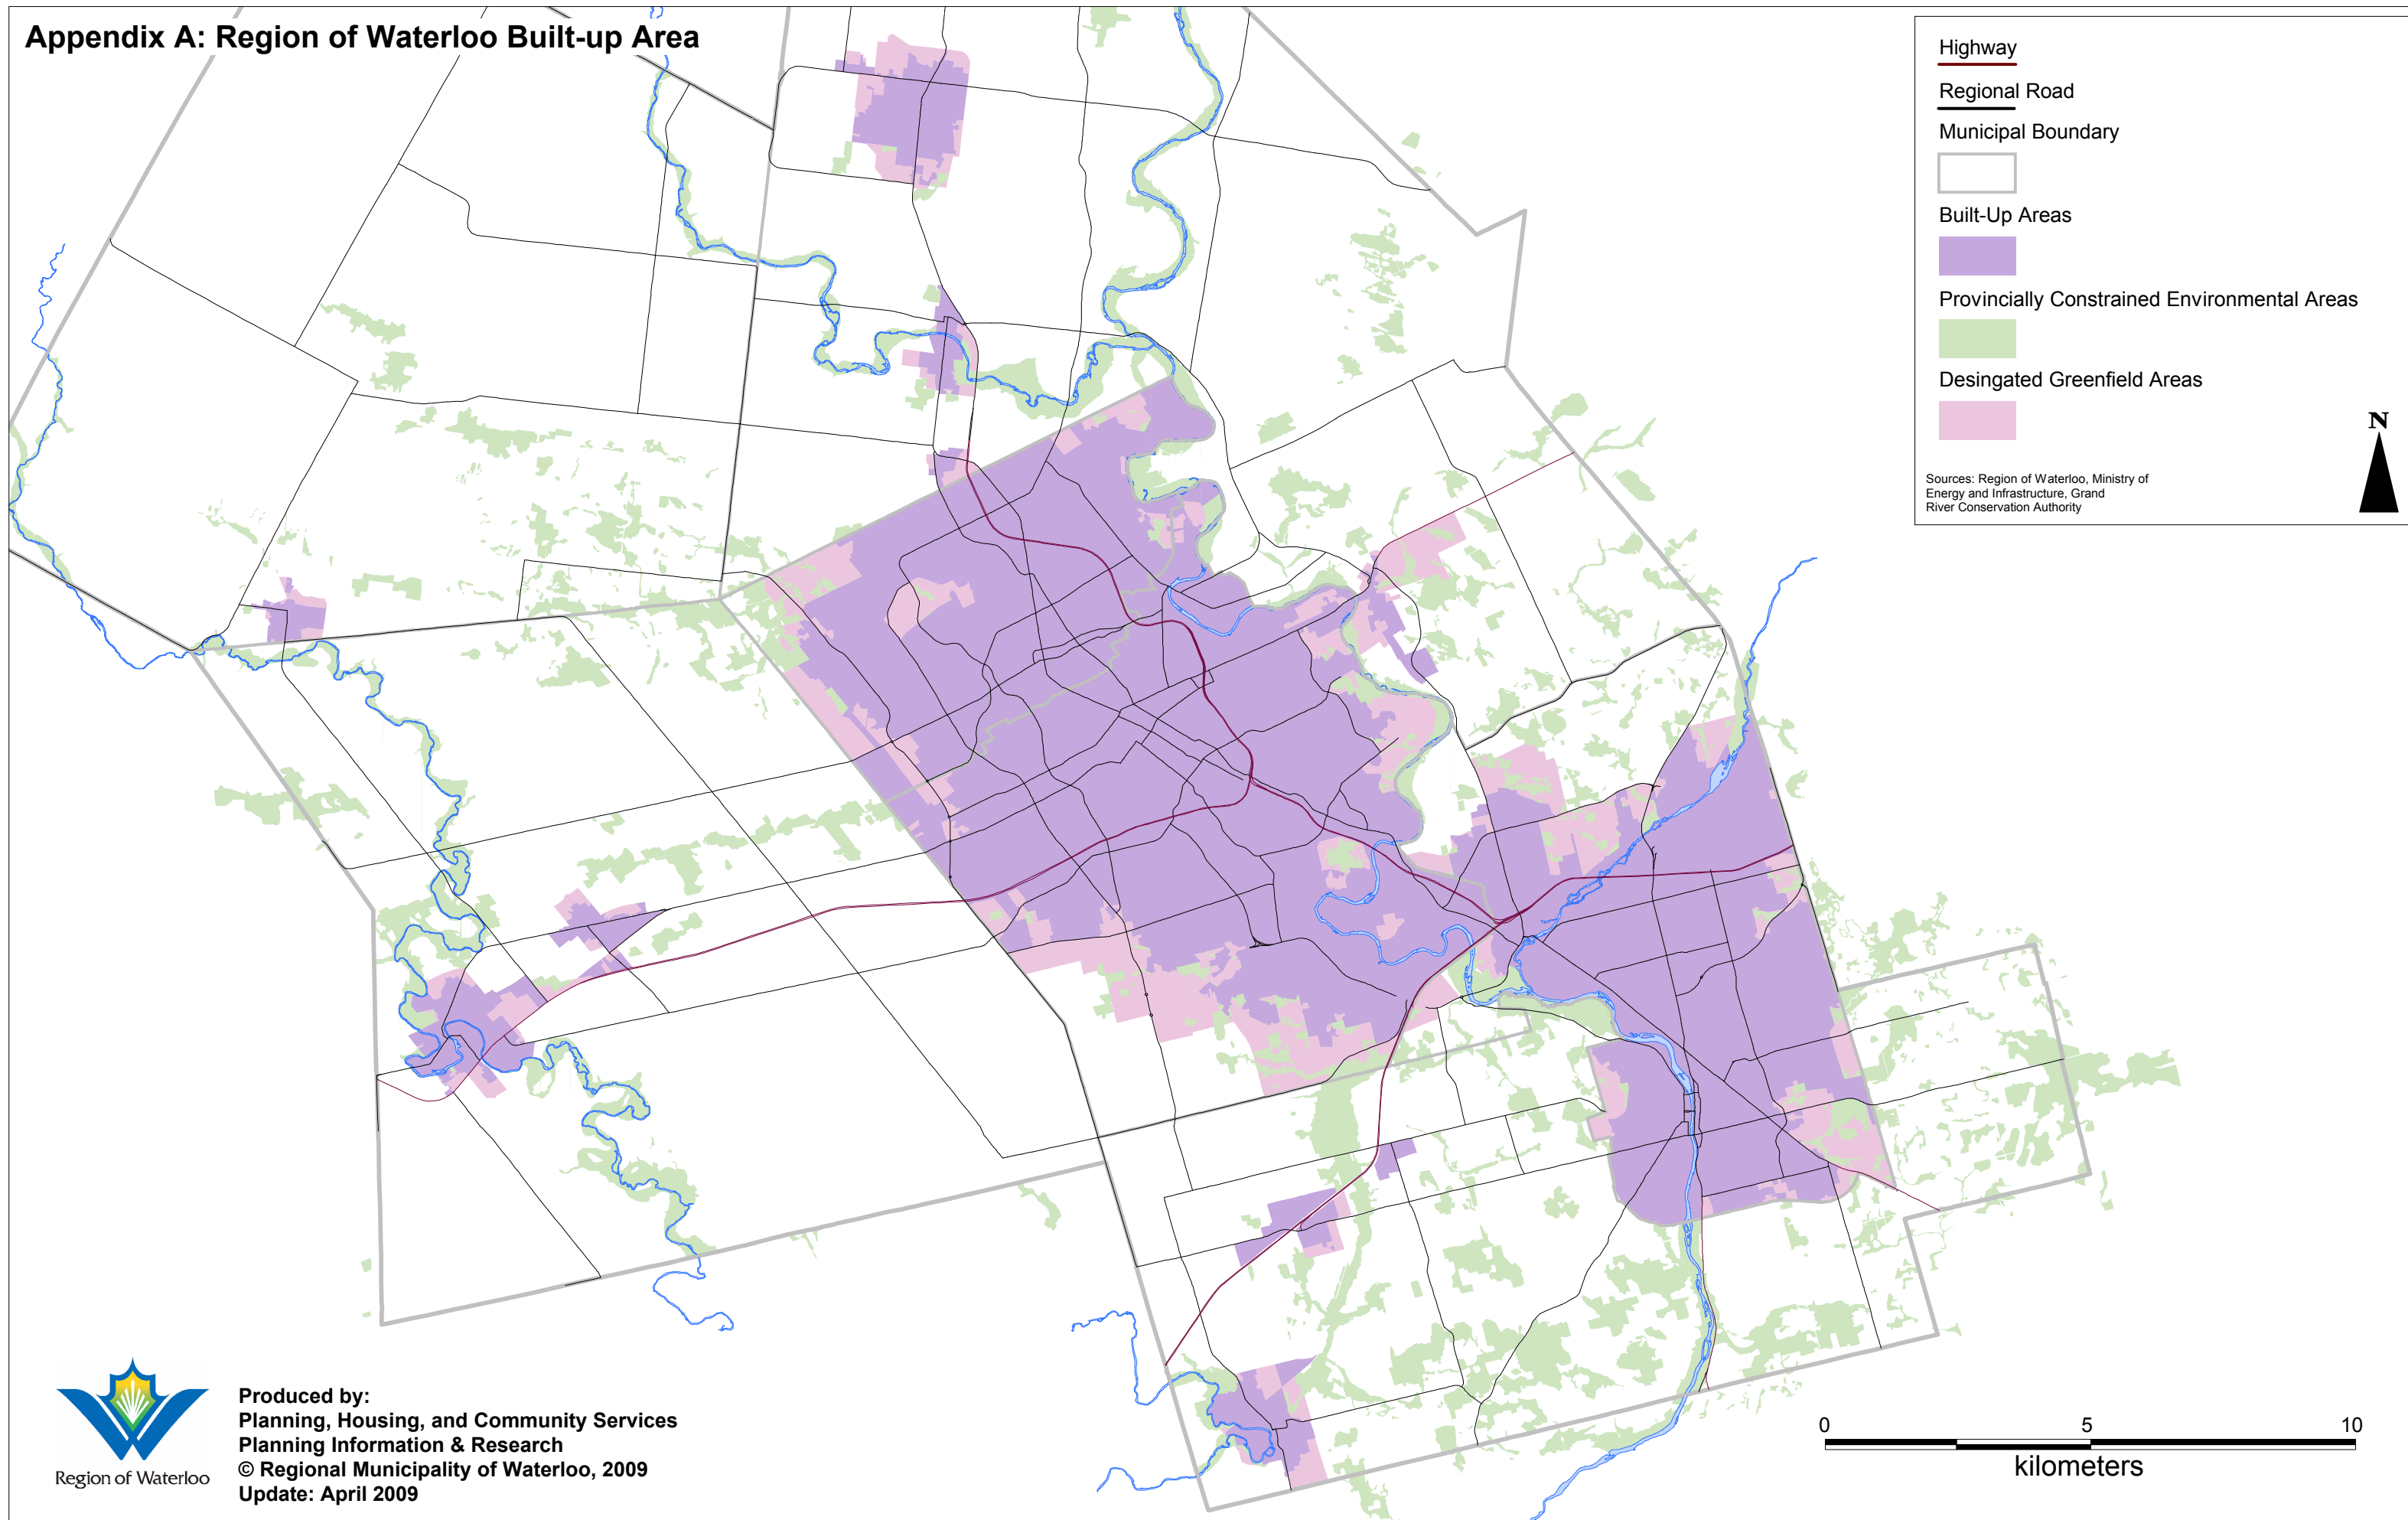 Appendix A: Region of Waterloo Built-up Area
Highway
Regional Road
Municipal Boundary
Built-Up Areas
Provincially Constrained Environmental Areas
Desingated Greenfield Areas
N
Sources: Region of Waterloo, Ministry of
Energy and Infrastructure, Grand
River Conservation Authority
Region of Waterloo
Produced by:
Planning, Housing, and Community Services
Planning Information & Research
© Regional Municipality of Waterloo, 2009
Update: April 2009
0 5 10
kilometers